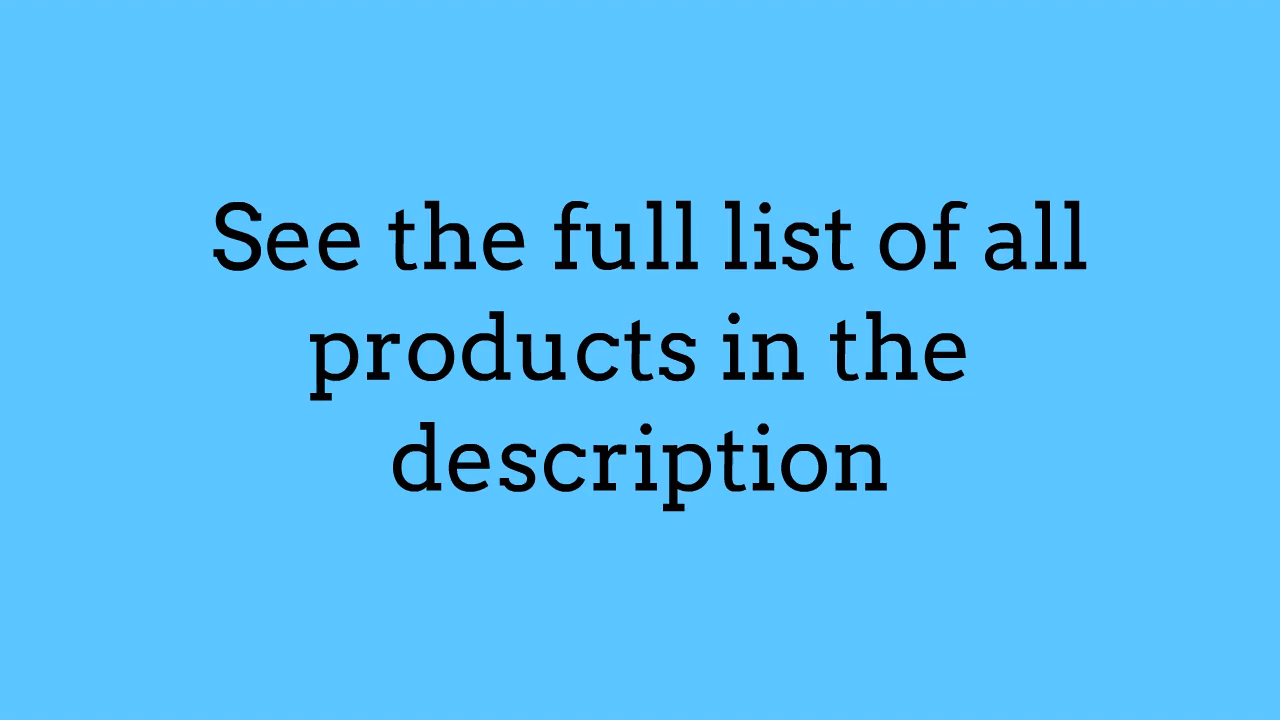 See the full list of all
products in the
description